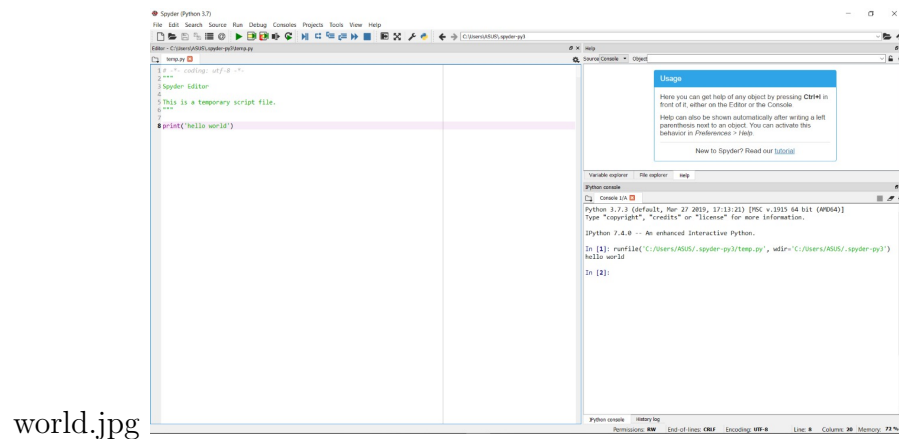 Spyder (Python 3.7)
File Edit Search Source Run Debug Consoles Projects Tools View Help
C:\Users\ASUS\.spyder-py3
Editor - C:\Users\ASUS\.spyder-py3\temp.py
temp.py
1 # -*- coding: utf-8 -*-
2 """
3 Spyder Editor
4
5 This is a temporary script file.
6 """
7
8 print('hello world')
Help
Source Console Object
Usage
Here you can get help of any object by pressing Ctrl+I in
front of it, either on the Editor or the Console.
Help can also be shown automatically after writing a left
parenthesis next to an object. You can activate this
behavior in Preferences > Help.
New to Spyder? Read our tutorial
Variable explorer File explorer Help
IPython console
Console 1/A
Python 3.7.3 (default, Mar 27 2019, 17:13:21) [MSC v.1915 64 bit (AMD64)]
Type "copyright", "credits" or "license" for more information.
IPython 7.4.0 -- An enhanced Interactive Python.
In [1]: runfile('C:/Users/ASUS/.spyder-py3/temp.py', wdir='C:/Users/ASUS/.spyder-py3')
hello world
In [2]:
IPython console History log
Permissions: RW End-of-lines: CRLF Encoding: UTF-8 Line: 8 Column: 20 Memory: 72 %
world.jpg